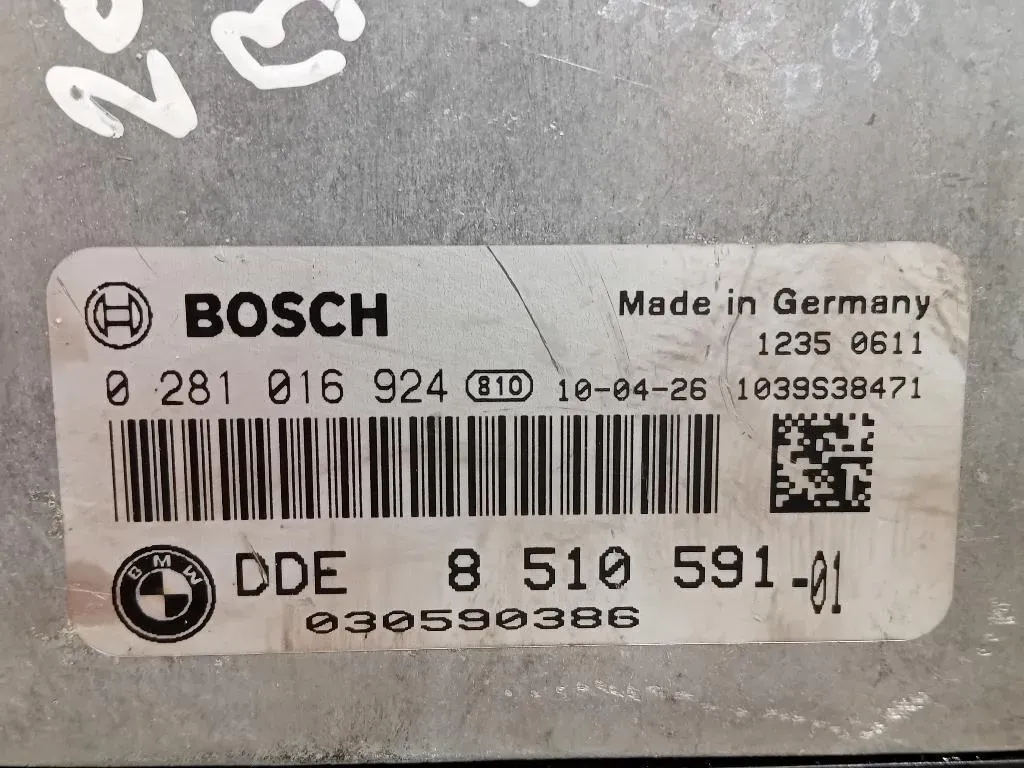 BOSCH
Made in Germany
1235 0611
0 281 016 924 810 10-04-26 1039S38471
BMW
DDE 8 510 591-01
030590386